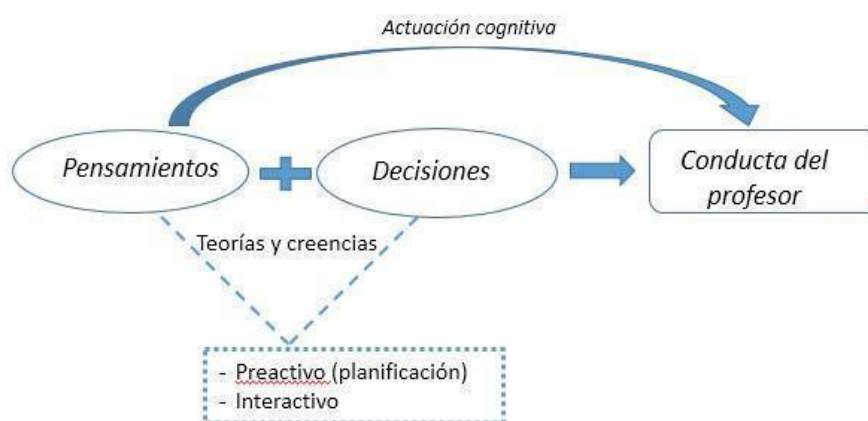 Actuación cognitiva
Pensamientos
Decisiones
Conducta del
profesor
Teorías y creencias
- Preactivo (planificación)
- Interactivo